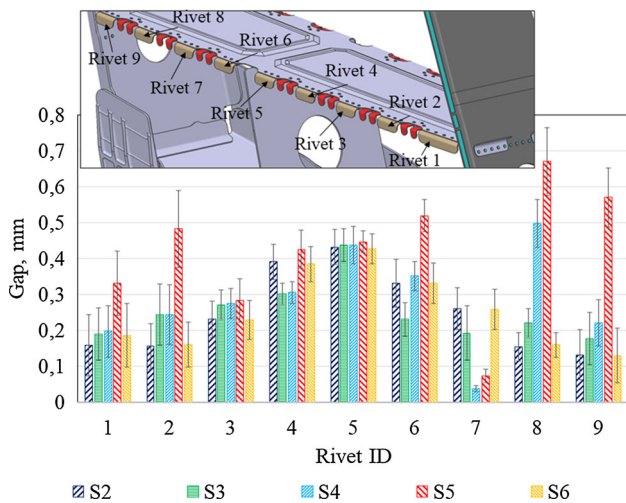 Rivet 8
Rivet 9
Rivet 6
Rivet 7
Rivet 4
Rivet 5
Rivet 2
Rivet 3
Rivet 1
Gap, mm
0,8
0,7
0,6
0,5
0,4
0,3
0,2
0,1
0
1 2 3 4 5 6 7 8 9
Rivet ID
S2 S3 S4 S5 S6